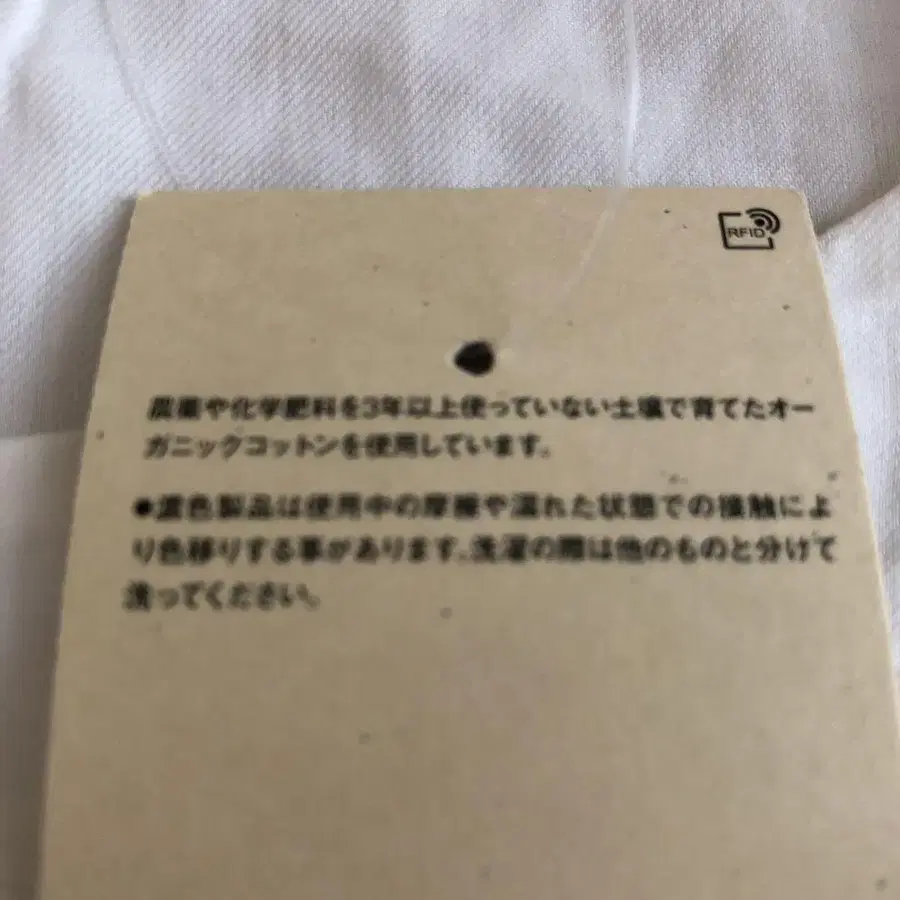 RFID
農薬や化学肥料を3年以上使っていない土壌で育てたオー
ガニックコットンを使用しています。
●濃色製品は使用中の摩擦や濡れた状態での接触によ
り色移りする事があります。洗濯の際は他のものと分けて
洗ってください。